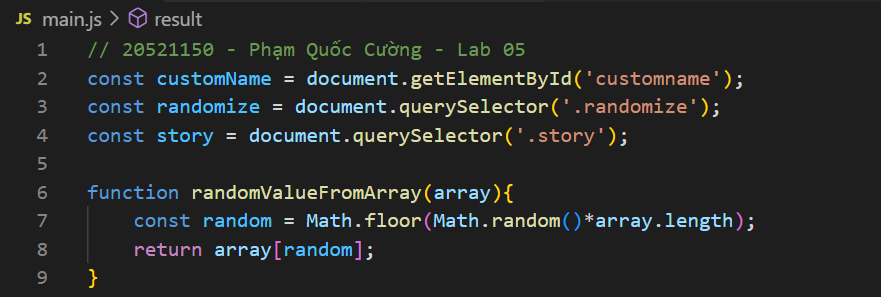 JS main.js > result
1 // 20521150 - Phạm Quốc Cường - Lab 05
2 const customName = document.getElementById('customname');
3 const randomize = document.querySelector('.randomize');
4 const story = document.querySelector('.story');
5
6 function randomValueFromArray(array){
7     const random = Math.floor(Math.random()*array.length);
8     return array[random];
9 }